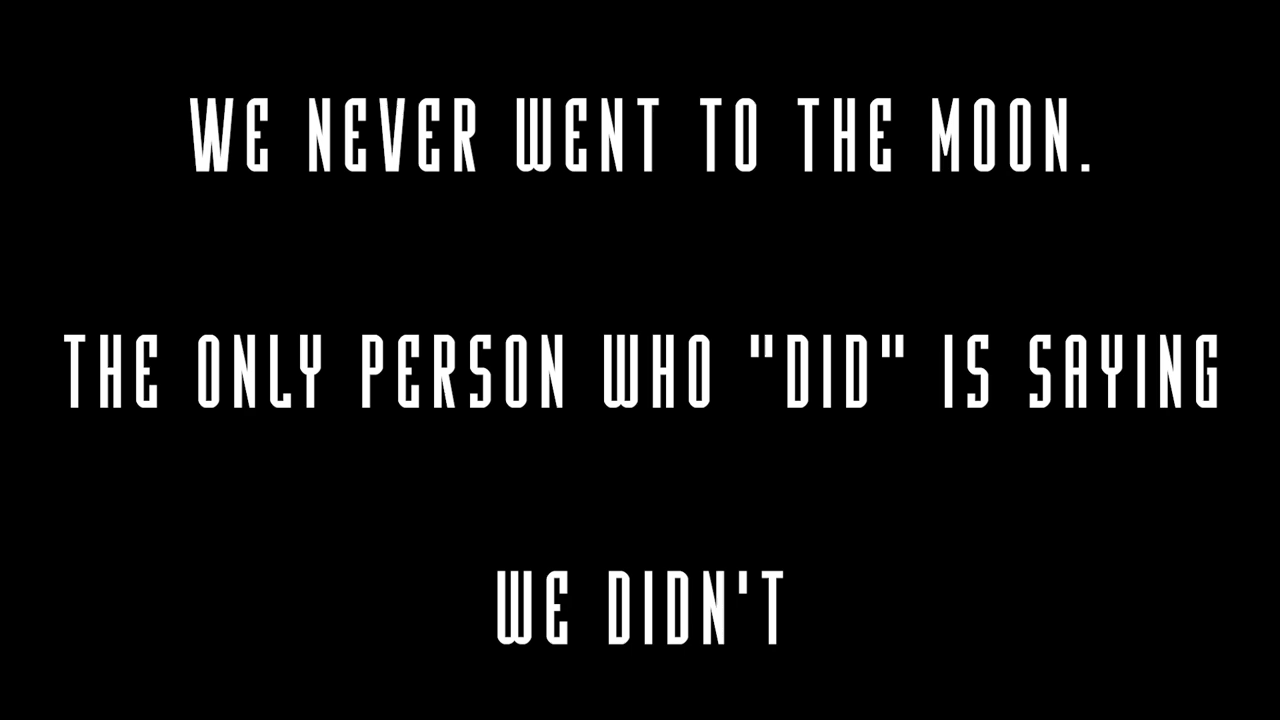 WE NEVER WENT TO THE MOON.
THE ONLY PERSON WHO "DID" IS SAYING
WE DIDN'T